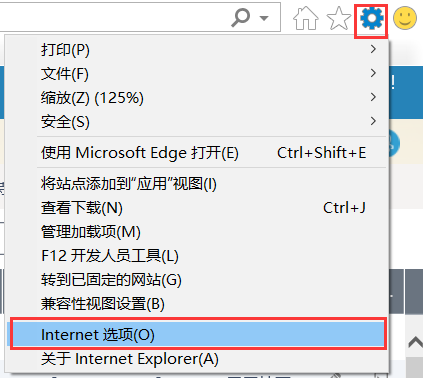 打印(P)
文件(F)
缩放(Z) (125%)
安全(S)
使用 Microsoft Edge 打开(E) Ctrl+Shift+E
将站点添加到“应用”视图(I)
查看下载(N) Ctrl+J
管理加载项(M)
F12 开发人员工具(L)
转到已固定的网站(G)
兼容性视图设置(B)
Internet 选项(O)
关于 Internet Explorer(A)